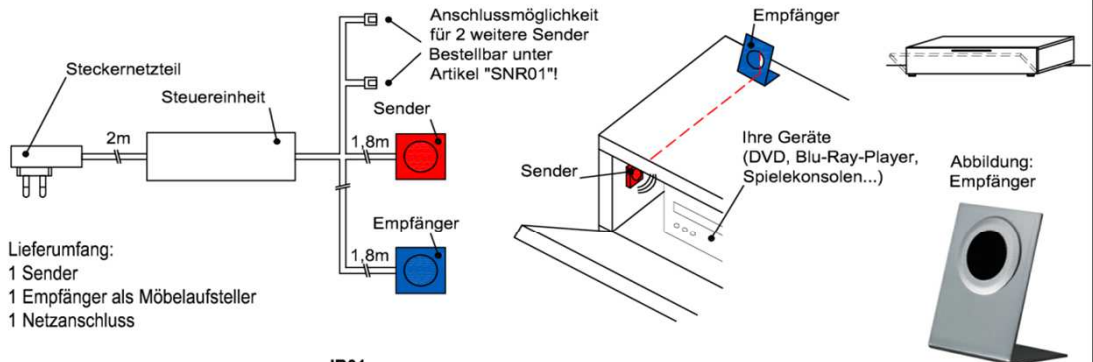 Anschlussmöglichkeit
für 2 weitere Sender
Bestellbar unter
Artikel "SNR01"!
Steckernetzteil
Steuereinheit
2m
Sender
1,8m
Empfänger
1,8m
Lieferumfang:
1 Sender
1 Empfänger als Möbelaufsteller
1 Netzanschluss
Empfänger
Sender
Ihre Geräte
(DVD, Blu-Ray-Player,
Spielekonsolen...)
Abbildung:
Empfänger